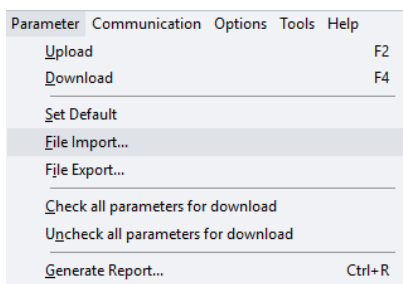 Parameter Communication Options Tools Help
Upload F2
Download F4
Set Default
File Import...
File Export...
Check all parameters for download
Uncheck all parameters for download
Generate Report... Ctrl+R